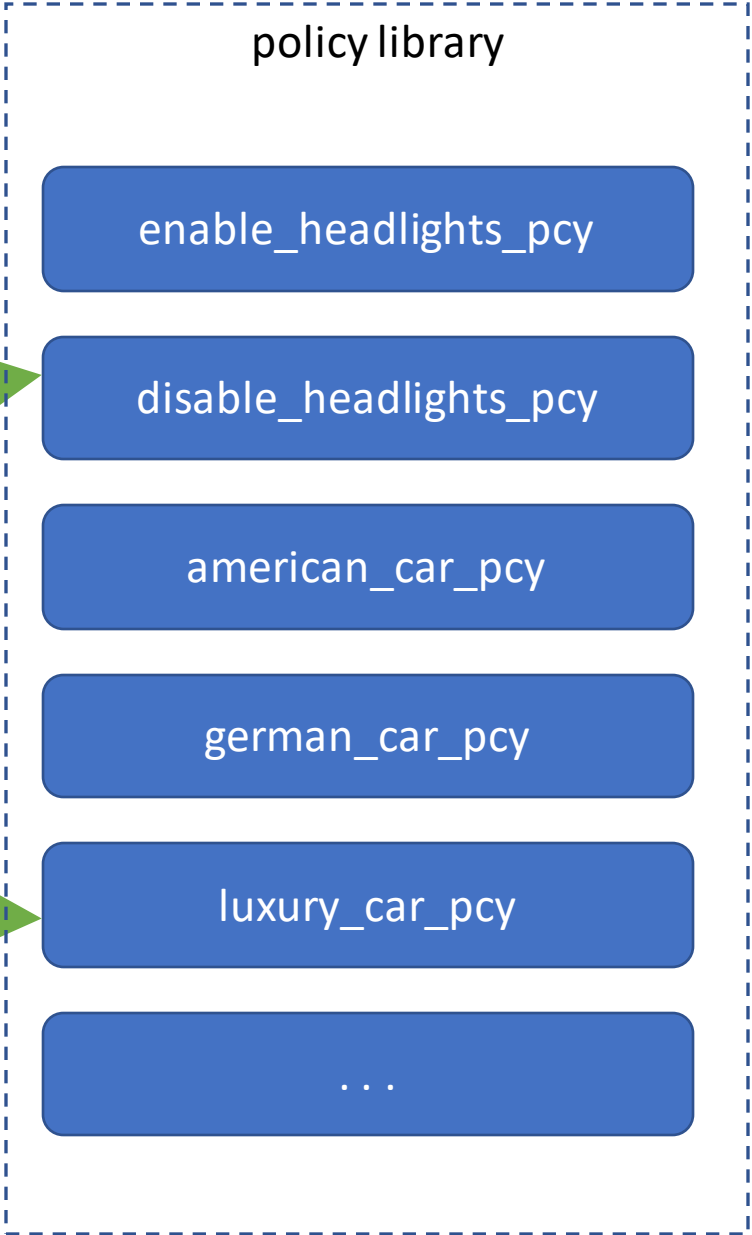 policy library
enable_headlights_pcy
disable_headlights_pcy
american_car_pcy
german_car_pcy
luxury_car_pcy
. . .